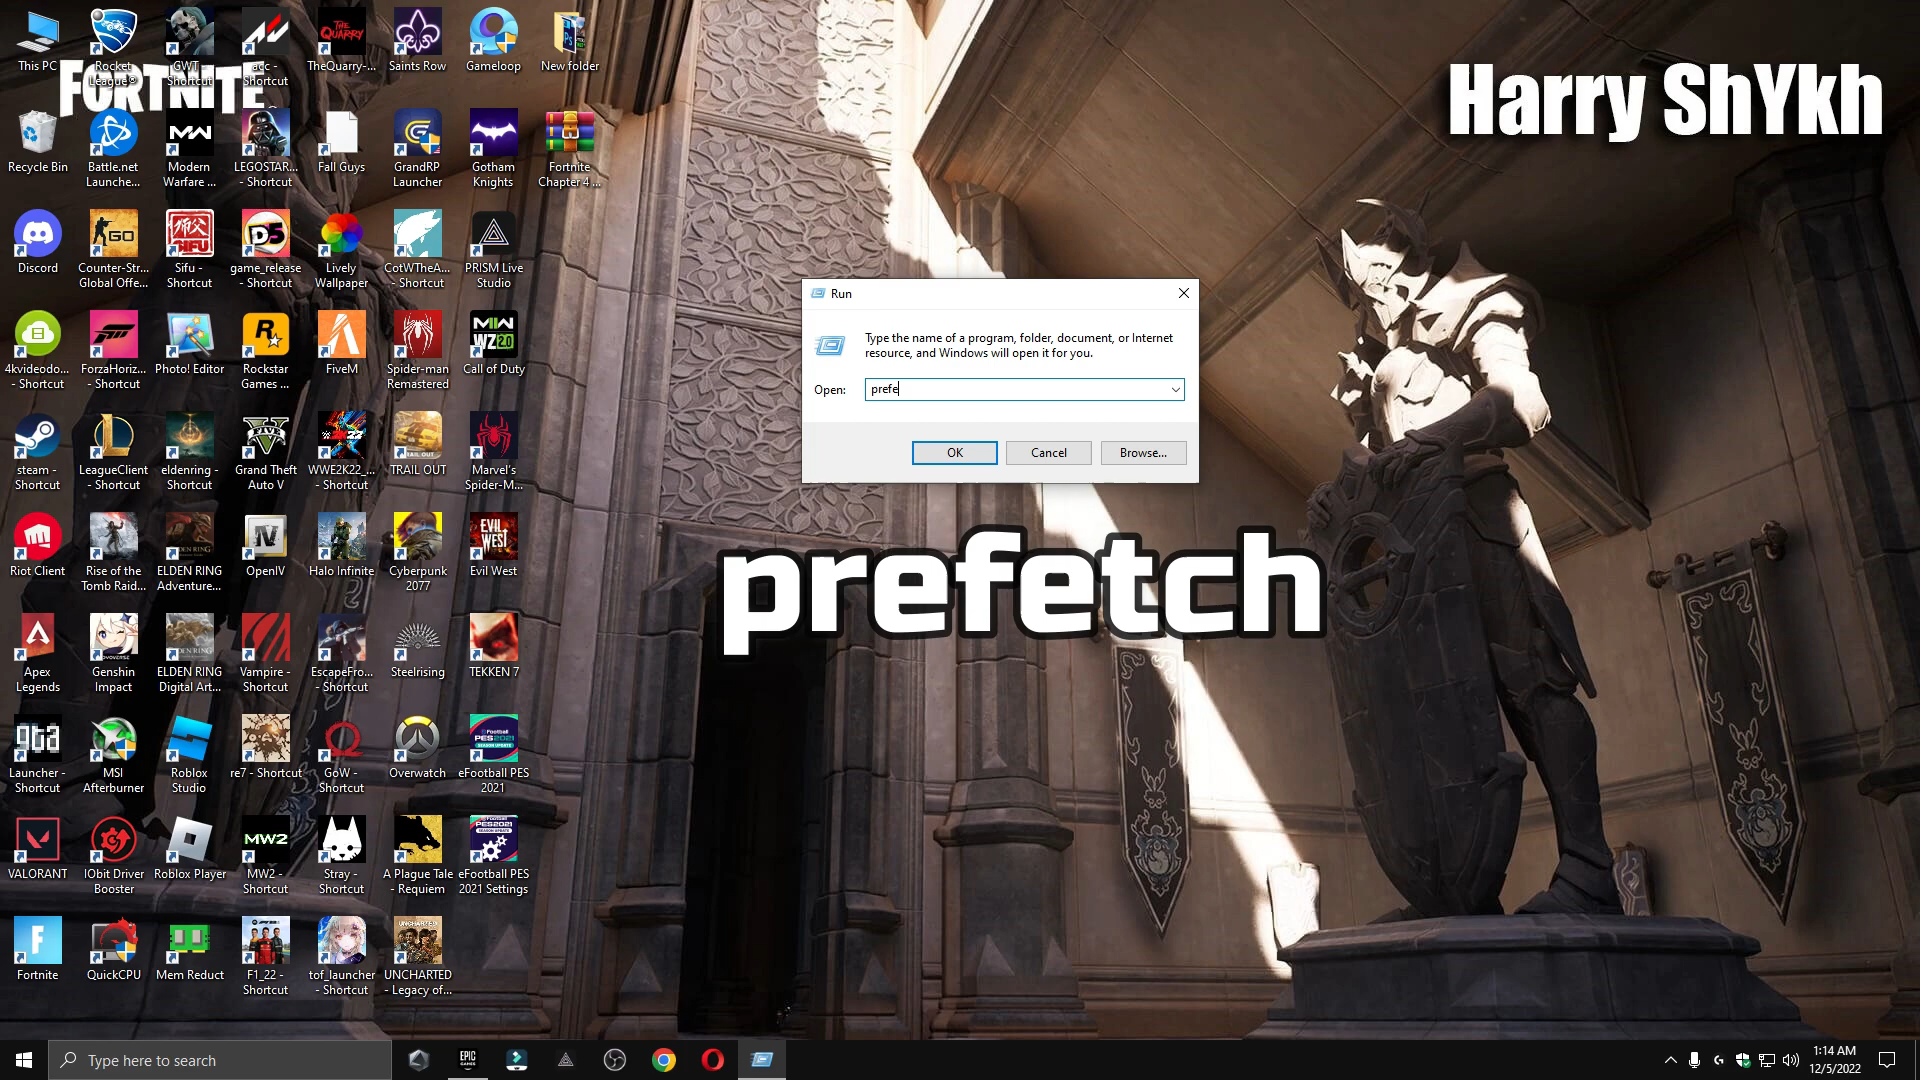 This PC
Rocket League®
GWT - Shortcut
acc - Shortcut
THE QUARRY
TheQuarry-...
Saints Row
Gameloop
New folder
FORTNITE
Harry ShYkh
Recycle Bin
Battle.net Launche...
Modern Warfare ...
LEGOSTAR... - Shortcut
Fall Guys
GrandRP Launcher
Gotham Knights
Fortnite Chapter 4 ...
Discord
Counter-Str... Global Offe...
Sifu - Shortcut
game_release - Shortcut
Lively Wallpaper
CotWTheA... - Shortcut
PRISM Live Studio
4kvideodo... - Shortcut
ForzaHoriz... - Shortcut
Photo! Editor
Rockstar Games ...
FiveM
Spider-man Remastered
Call of Duty
steam - Shortcut
LeagueClient - Shortcut
eldenring - Shortcut
Grand Theft Auto V
WWE2K22_... - Shortcut
TRAIL OUT
Marvel's Spider-M...
Riot Client
Rise of the Tomb Raid...
ELDEN RING Adventure...
OpenIV
Halo Infinite
Cyberpunk 2077
Evil West
Apex Legends
Genshin Impact
ELDEN RING Digital Art...
Vampire - Shortcut
EscapeFro... - Shortcut
Steelrising
TEKKEN 7
Launcher - Shortcut
MSI Afterburner
Roblox Studio
re7 - Shortcut
GoW - Shortcut
Overwatch
eFootball PES 2021
VALORANT
IObit Driver Booster
Roblox Player
MW2 - Shortcut
Stray - Shortcut
A Plague Tale - Requiem
eFootball PES 2021 Settings
Fortnite
QuickCPU
Mem Reduct
F1_22 - Shortcut
tof_launcher - Shortcut
UNCHARTED - Legacy of...
Run
Type the name of a program, folder, document, or Internet
resource, and Windows will open it for you.
Open:
prefe
OK
Cancel
Browse...
prefetch
Type here to search
1:14 AM
12/5/2022